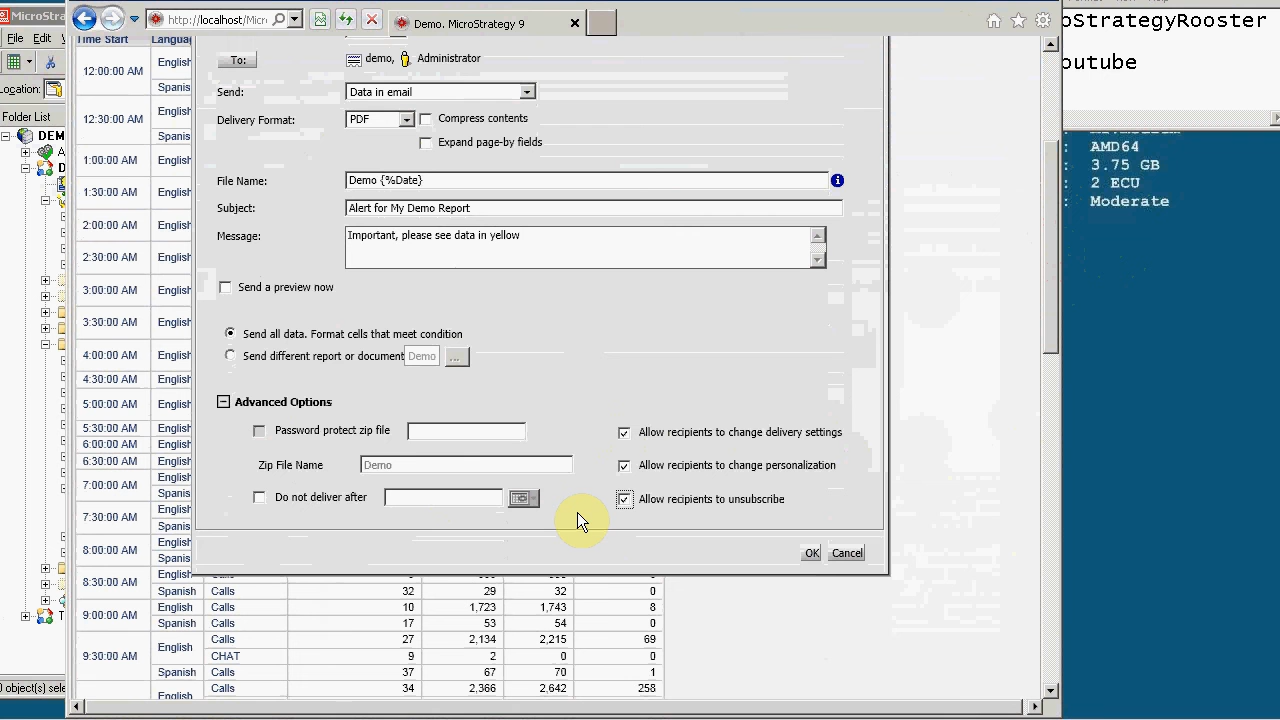 MicroStrat
http://localhost/Micr
Demo. MicroStrategy 9
oStrategyRooster
outube
File Edit
Location:
Folder List
DEM
Time Start Languag
To: demo, Administrator
Send: Data in email
Delivery Format: PDF Compress contents
Expand page-by fields
File Name: Demo {%Date}
Subject: Alert for My Demo Report
Message: Important, please see data in yellow
Send a preview now
Send all data. Format cells that meet condition
Send different report or document Demo ...
Advanced Options
Password protect zip file
Allow recipients to change delivery settings
Zip File Name Demo
Allow recipients to change personalization
Do not deliver after
Allow recipients to unsubscribe
OK Cancel
: AMD64
: 3.75 GB
: 2 ECU
: Moderate
12:00:00 AM English
Spanis
12:30:00 AM English
Spanis
1:00:00 AM English
1:30:00 AM English
2:00:00 AM English
2:30:00 AM English
3:00:00 AM English
3:30:00 AM English
4:00:00 AM English
4:30:00 AM English
5:00:00 AM English
5:30:00 AM English
6:00:00 AM English
6:30:00 AM English
7:00:00 AM English
Spanis
7:30:00 AM English
Spanis
8:00:00 AM English
Spanis
8:30:00 AM English Calls
Spanish Calls 32 29 32 0
9:00:00 AM English Calls 10 1,723 1,743 8
Spanish Calls 17 53 54 0
9:30:00 AM English Calls 27 2,134 2,215 69
CHAT 9 2 0 0
Spanish Calls 37 67 70 1
English Calls 34 2,366 2,642 258
0 object(s) sele